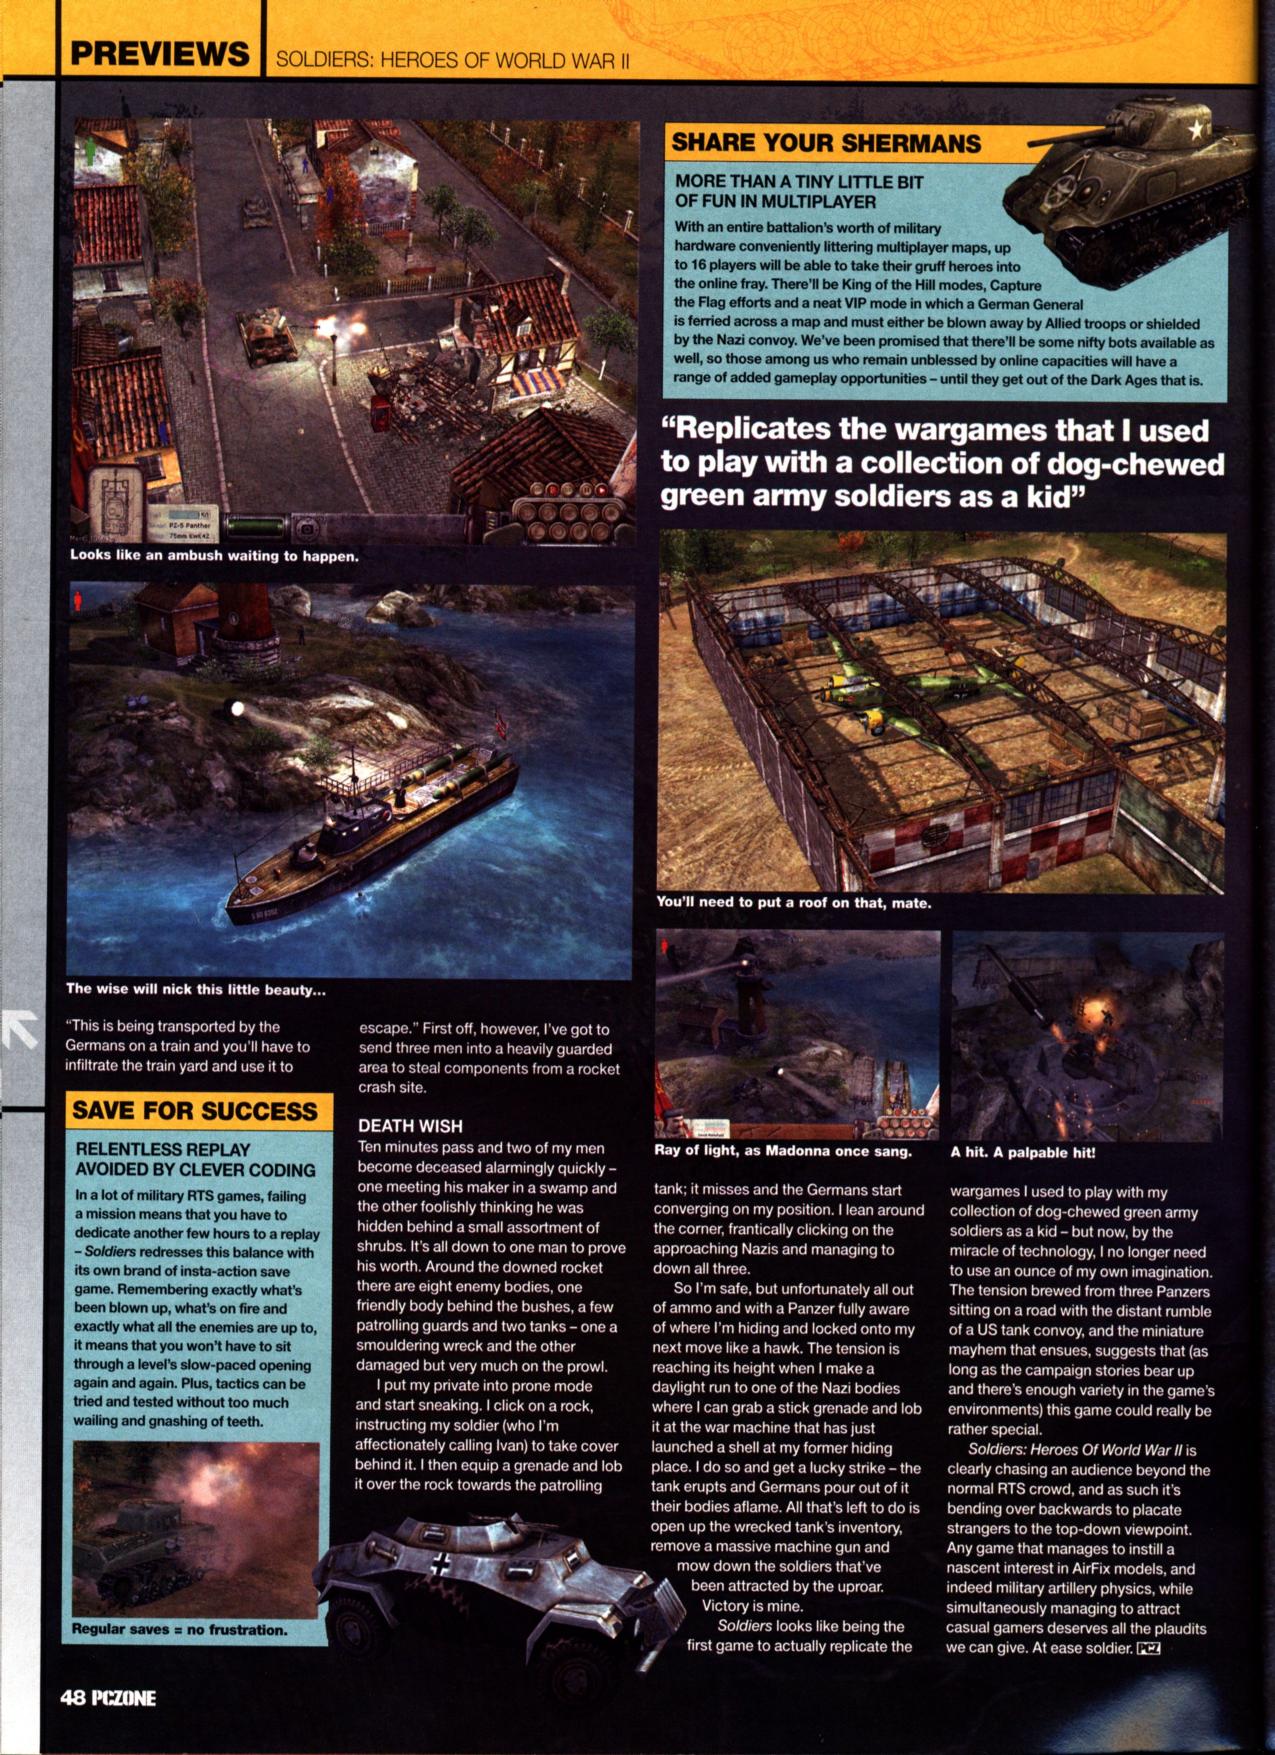 PREVIEWS
SOLDIERS: HEROES OF WORLD WAR II
Looks like an ambush waiting to happen.
The wise will nick this little beauty...
SHARE YOUR SHERMANS
MORE THAN A TINY LITTLE BIT
OF FUN IN MULTIPLAYER
With an entire battalion's worth of military
hardware conveniently littering multiplayer maps, up
to 16 players will be able to take their gruff heroes into
the online fray. There'll be King of the Hill modes, Capture
the Flag efforts and a neat VIP mode in which a German General
is ferried across a map and must either be blown away by Allied troops or shielded
by the Nazi convoy. We've been promised that there'll be some nifty bots available as
well, so those among us who remain unblessed by online capacities will have a
range of added gameplay opportunities – until they get out of the Dark Ages that is.
"Replicates the wargames that I used
to play with a collection of dog-chewed
green army soldiers as a kid"
You'll need to put a roof on that, mate.
Ray of light, as Madonna once sang.
A hit. A palpable hit!
PZ-5 Panther
75mm KwK42
"This is being transported by the
Germans on a train and you'll have to
infiltrate the train yard and use it to
SAVE FOR SUCCESS
RELENTLESS REPLAY
AVOIDED BY CLEVER CODING
In a lot of military RTS games, failing
a mission means that you have to
dedicate another few hours to a replay
– Soldiers redresses this balance with
its own brand of insta-action save
game. Remembering exactly what's
been blown up, what's on fire and
exactly what all the enemies are up to,
it means that you won't have to sit
through a level's slow-paced opening
again and again. Plus, tactics can be
tried and tested without too much
wailing and gnashing of teeth.
Regular saves = no frustration.
escape." First off, however, I've got to
send three men into a heavily guarded
area to steal components from a rocket
crash site.
DEATH WISH
Ten minutes pass and two of my men
become deceased alarmingly quickly –
one meeting his maker in a swamp and
the other foolishly thinking he was
hidden behind a small assortment of
shrubs. It's all down to one man to prove
his worth. Around the downed rocket
there are eight enemy bodies, one
friendly body behind the bushes, a few
patrolling guards and two tanks – one a
smouldering wreck and the other
damaged but very much on the prowl.
I put my private into prone mode
and start sneaking. I click on a rock,
instructing my soldier (who I'm
affectionately calling Ivan) to take cover
behind it. I then equip a grenade and lob
it over the rock towards the patrolling
tank; it misses and the Germans start
converging on my position. I lean around
the corner, frantically clicking on the
approaching Nazis and managing to
down all three.
So I'm safe, but unfortunately all out
of ammo and with a Panzer fully aware
of where I'm hiding and locked onto my
next move like a hawk. The tension is
reaching its height when I make a
daylight run to one of the Nazi bodies
where I can grab a stick grenade and lob
it at the war machine that has just
launched a shell at my former hiding
place. I do so and get a lucky strike – the
tank erupts and Germans pour out of it
their bodies aflame. All that's left to do is
open up the wrecked tank's inventory,
remove a massive machine gun and
mow down the soldiers that've
been attracted by the uproar.
Victory is mine.
Soldiers looks like being the
first game to actually replicate the
wargames I used to play with my
collection of dog-chewed green army
soldiers as a kid – but now, by the
miracle of technology, I no longer need
to use an ounce of my own imagination.
The tension brewed from three Panzers
sitting on a road with the distant rumble
of a US tank convoy, and the miniature
mayhem that ensues, suggests that (as
long as the campaign stories bear up
and there's enough variety in the game's
environments) this game could really be
rather special.
Soldiers: Heroes Of World War II is
clearly chasing an audience beyond the
normal RTS crowd, and as such it's
bending over backwards to placate
strangers to the top-down viewpoint.
Any game that manages to instill a
nascent interest in AirFix models, and
indeed military artillery physics, while
simultaneously managing to attract
casual gamers deserves all the plaudits
we can give. At ease soldier. PCZ
48 PCZONE